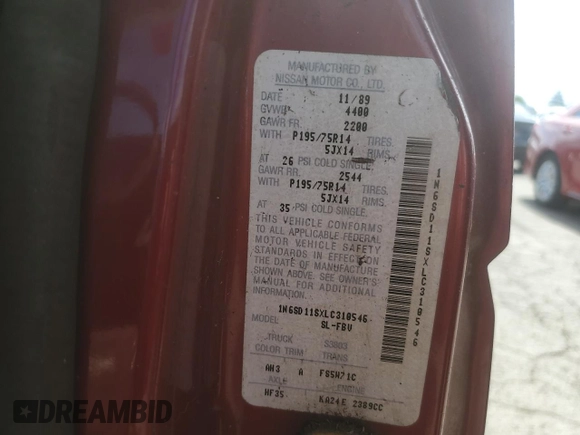 MANUFACTURED BY
NISSAN MOTOR CO., LTD.
DATE 11/89
GVWR 4400
GAWR FR. 2200
WITH P195/75R14 TIRES.
5JX14 RIMS.
AT 26 PSI COLD SINGLE.
GAWR RR. 2544
WITH P195/75R14 TIRES.
5JX14 RIMS.
AT 35 PSI COLD SINGLE.
THIS VEHICLE CONFORMS
TO ALL APPLICABLE FEDERAL
MOTOR VEHICLE SAFETY
STANDARDS IN EFFECT ON
THE DATE OF MANUFACTURE
SHOWN ABOVE. SEE OWNER'S
MANUAL FOR ADDITIONAL
INFORMATION.
1N6SD11SXLC310546
MODEL SL-FBV
TRUCK
COLOR TRIM TRANS
AH3 A FS5W71C
AXLE ENGINE
HF35 KA24E 2389CC
1N6SD11SXLC310546
DREAMBID